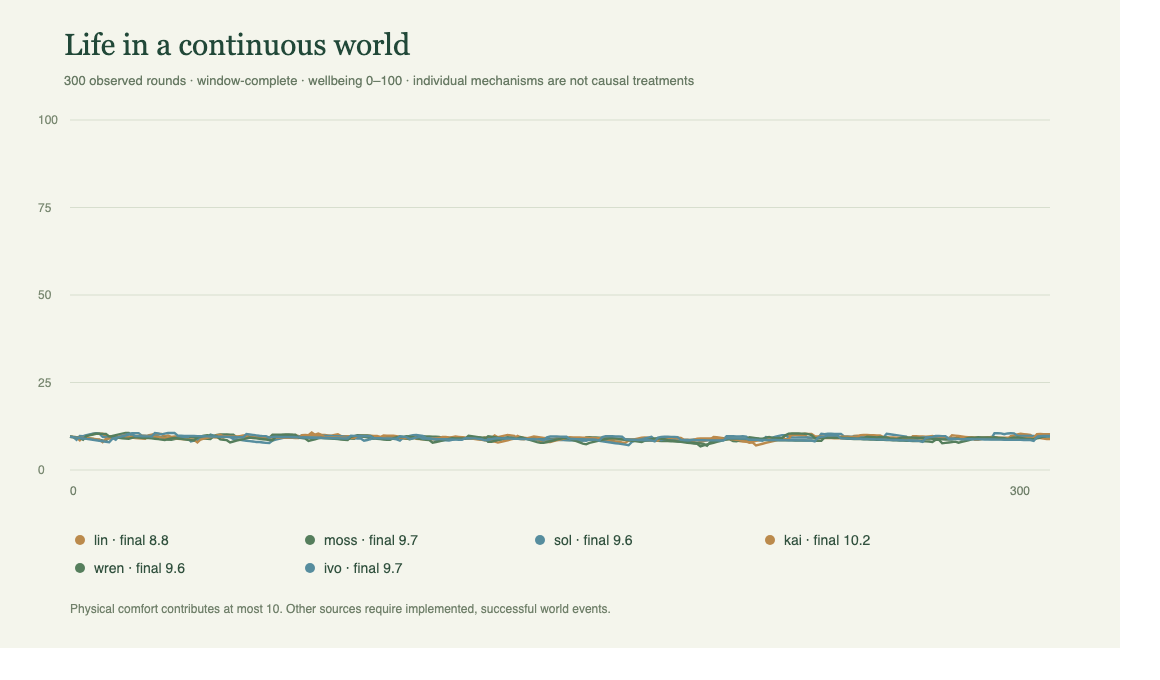 Life in a continuous world
300 observed rounds · window-complete · wellbeing 0–100 · individual mechanisms are not causal treatments
100
75
50
25
0
0 300
lin · final 8.8 moss · final 9.7 sol · final 9.6 kai · final 10.2
wren · final 9.6 ivo · final 9.7
Physical comfort contributes at most 10. Other sources require implemented, successful world events.